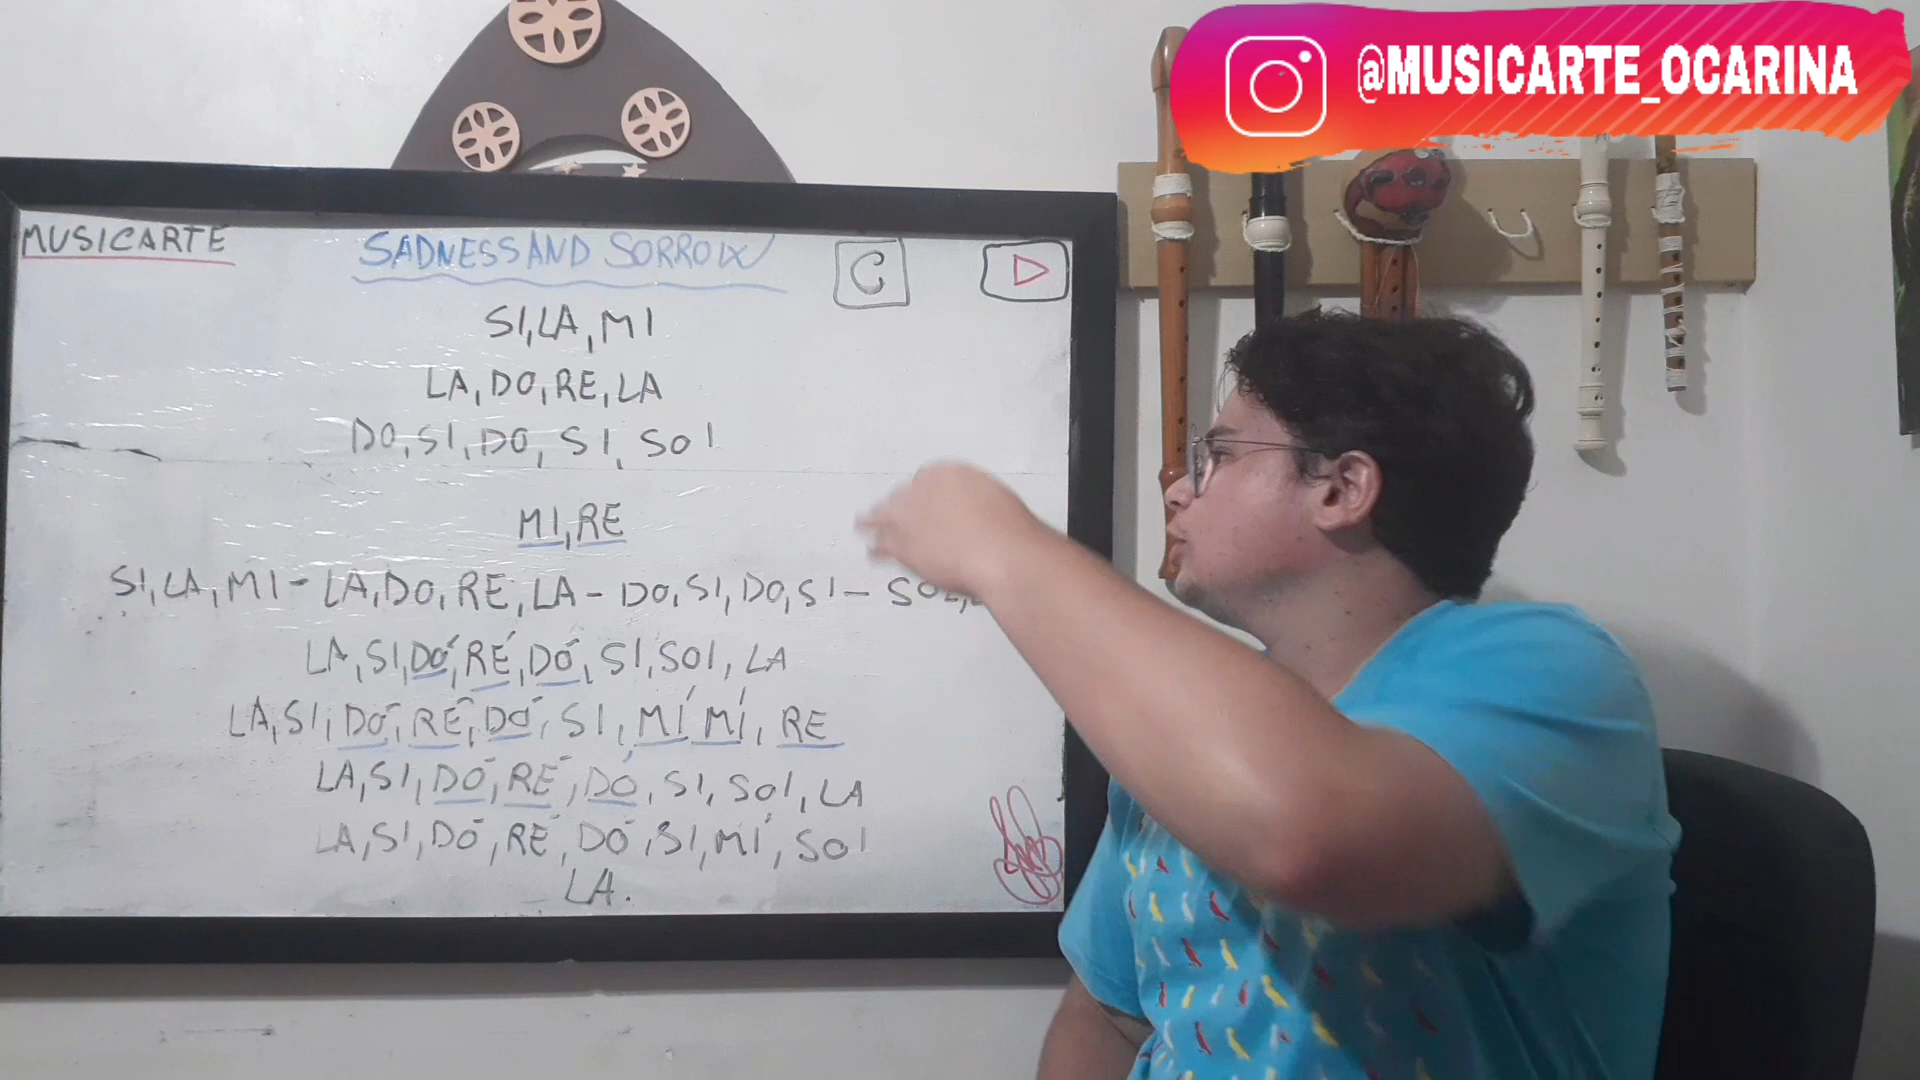 @MUSICARTE_OCARINA
MUSICARTE
SADNESS AND SORROW
C
SI, LA, MI
LA, DO, RE, LA
DO, SI, DO, SI, SOL
MI, RE
SI, LA, MI - LA, DO, RE, LA - DO, SI, DO, SI - SOL,
LA, SI, DÓ, RÉ, DÓ, SI, SOL, LA
LA, SI, DÓ, RÉ, DÓ, SI, MÍ MÍ, RE
LA, SI, DÓ, RÉ, DÓ, SI, SOL, LA
LA, SI, DÓ, RÉ, DÓ, SI, MÍ, SOL
LA.